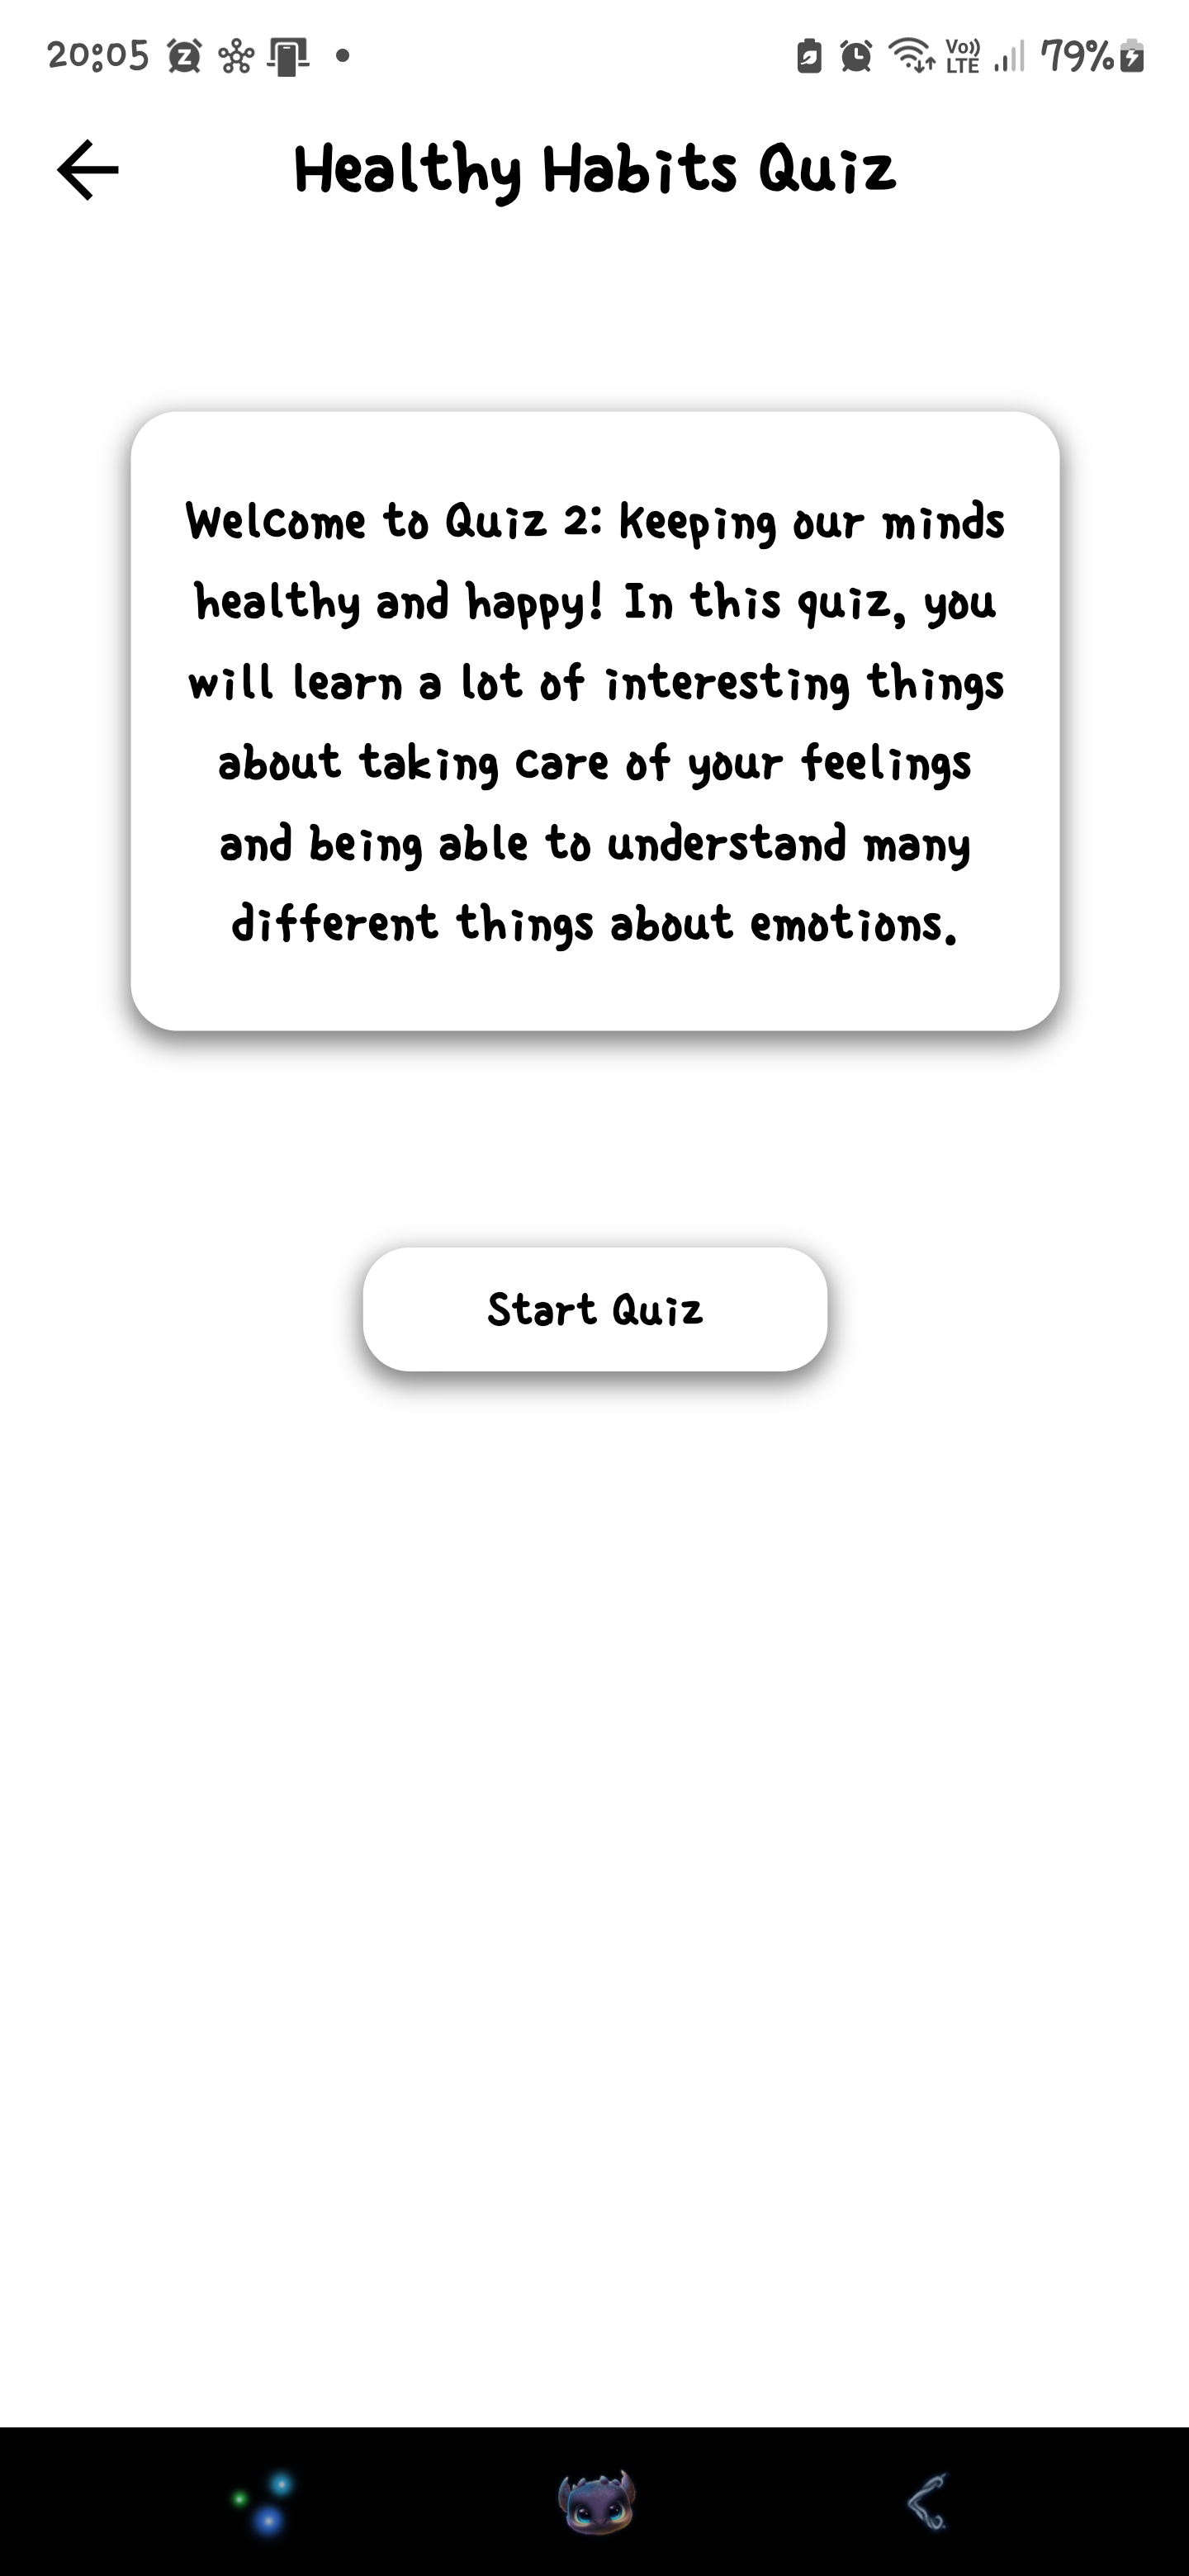 20:05
Vo))
LTE
79%
Healthy Habits Quiz
Welcome to Quiz 2: keeping our minds
healthy and happy! In this quiz, you
will learn a lot of interesting things
about taking care of your feelings
and being able to understand many
different things about emotions.
Start Quiz